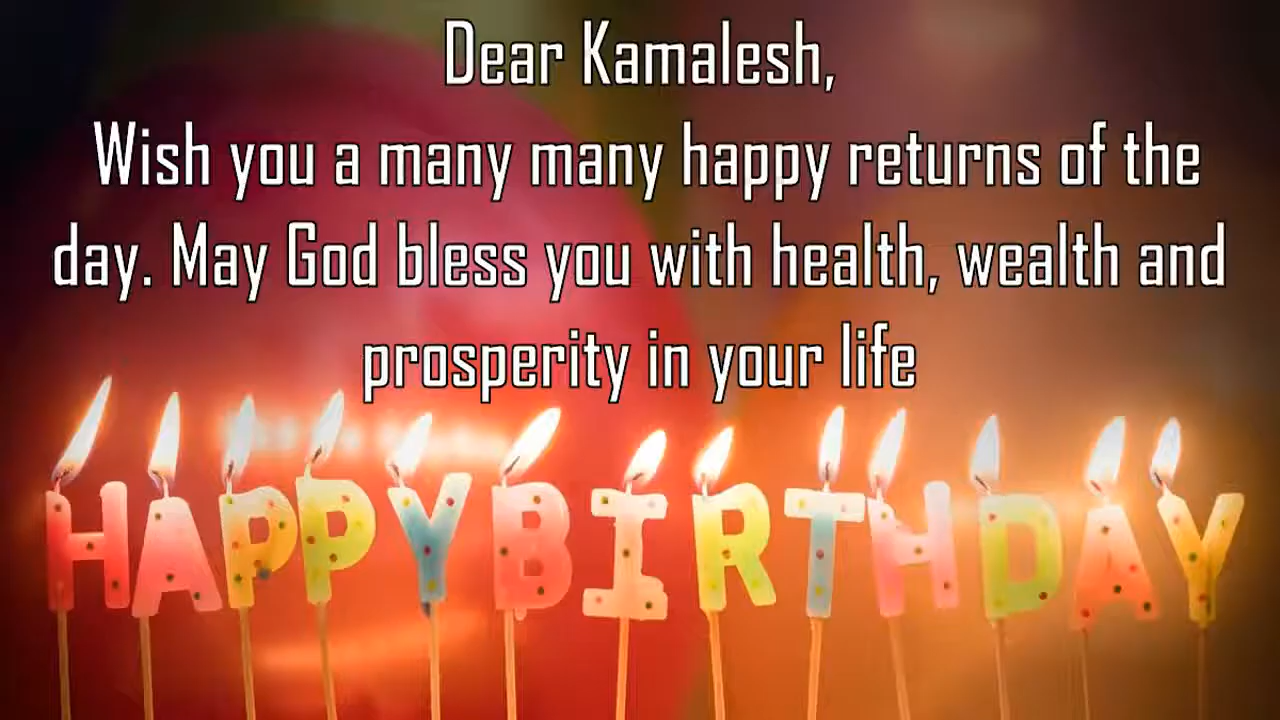 Dear Kamalesh,
Wish you a many many happy returns of the
day. May God bless you with health, wealth and
prosperity in your life
HAPPYBIRTHDAY